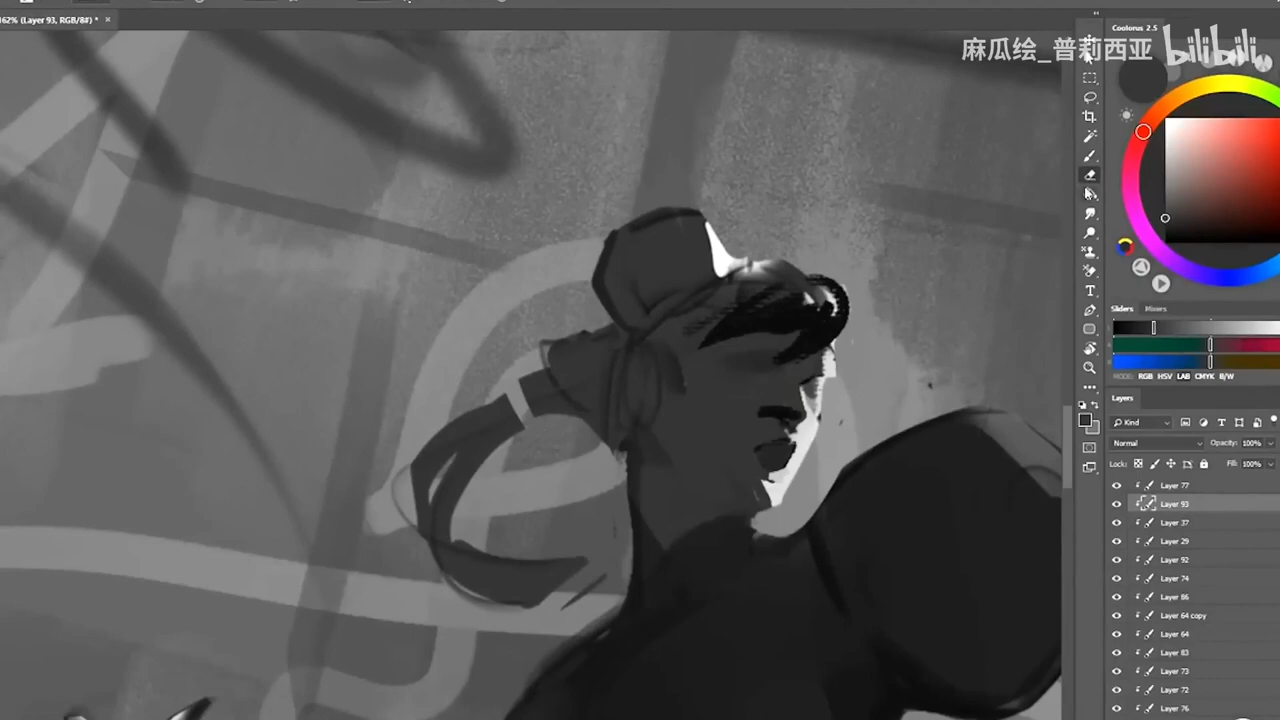 162% (Layer 93, RGB/8#) * ×
Coolorus 2.5
麻瓜绘_普莉西亚 bilibili
Sliders Mixers
MODE: RGB HSV LAB CMYK B/W
Layers
Kind
Normal Opacity: 100%
Lock: Fill: 100%
Layer 77
Layer 93
Layer 37
Layer 29
Layer 92
Layer 74
Layer 86
Layer 64 copy
Layer 64
Layer 83
Layer 73
Layer 72
Layer 76